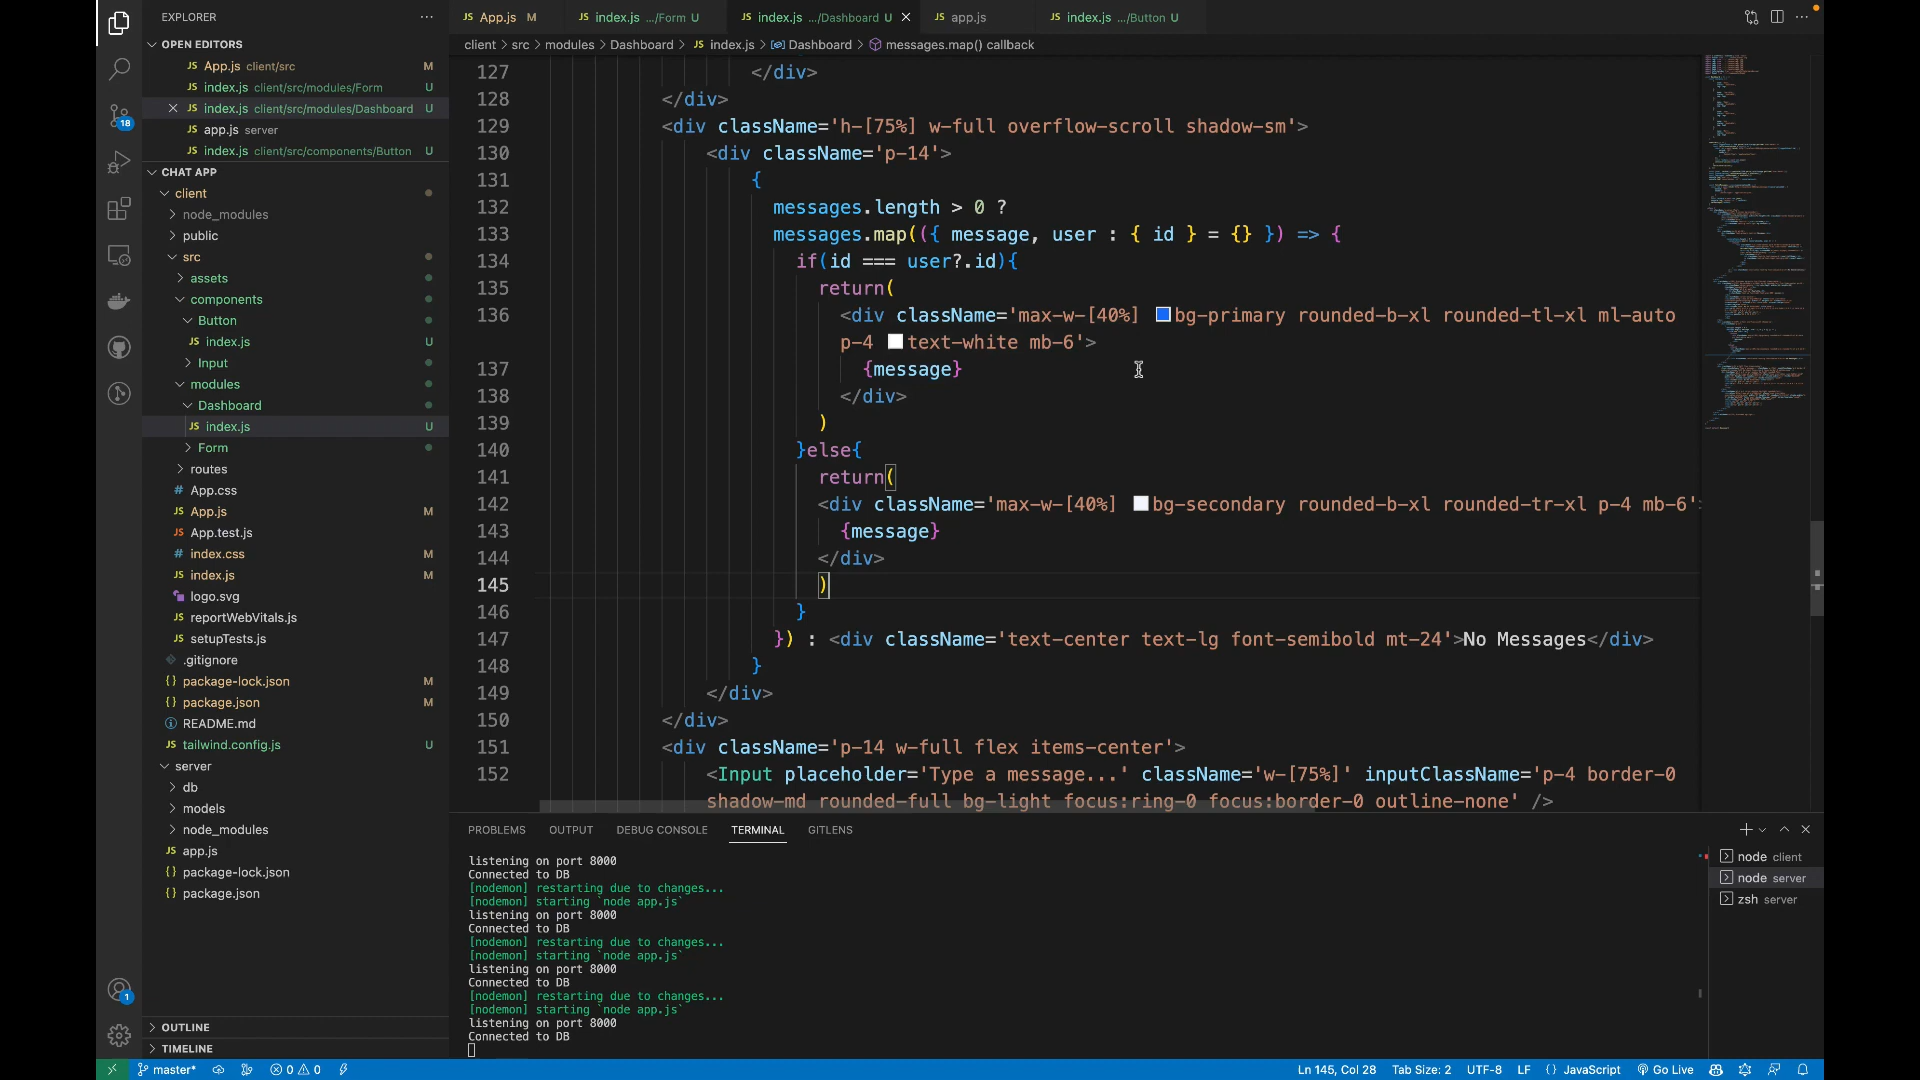 EXPLORER
OPEN EDITORS
JS App.js client/src M
JS index.js client/src/modules/Form U
JS index.js client/src/modules/Dashboard U
JS app.js server
JS index.js client/src/components/Button U
CHAT APP
client
node_modules
public
src
assets
components
Button
JS index.js U
Input
modules
Dashboard
JS index.js U
Form
routes
# App.css
JS App.js M
JS App.test.js
# index.css M
JS index.js M
logo.svg
JS reportWebVitals.js
JS setupTests.js
.gitignore
{} package-lock.json M
{} package.json M
README.md
JS tailwind.config.js U
server
db
models
node_modules
JS app.js
{} package-lock.json
{} package.json
OUTLINE
TIMELINE
18
1
JS App.js M
JS index.js .../Form U
JS index.js .../Dashboard U
JS app.js
JS index.js .../Button U
client > src > modules > Dashboard > JS index.js > Dashboard > messages.map() callback
127 </div>
128 </div>
129 <div className='h-[75%] w-full overflow-scroll shadow-sm'>
130 <div className='p-14'>
131 {
132 messages.length > 0 ?
133 messages.map(({ message, user : { id } = {} }) => {
134 if(id === user?.id){
135 return(
136 <div className='max-w-[40%] bg-primary rounded-b-xl rounded-tl-xl ml-auto
p-4 text-white mb-6'>
137 {message}
138 </div>
139 )
140 }else{
141 return(
142 <div className='max-w-[40%] bg-secondary rounded-b-xl rounded-tr-xl p-4 mb-6'>
143 {message}
144 </div>
145 )
146 }
147 }) : <div className='text-center text-lg font-semibold mt-24'>No Messages</div>
148 }
149 </div>
150 </div>
151 <div className='p-14 w-full flex items-center'>
152 <Input placeholder='Type a message...' className='w-[75%]' inputClassName='p-4 border-0
shadow-md rounded-full bg-light focus:ring-0 focus:border-0 outline-none' />
PROBLEMS OUTPUT DEBUG CONSOLE TERMINAL GITLENS
listening on port 8000
Connected to DB
[nodemon] restarting due to changes...
[nodemon] starting `node app.js`
listening on port 8000
Connected to DB
[nodemon] restarting due to changes...
[nodemon] starting `node app.js`
listening on port 8000
Connected to DB
[nodemon] restarting due to changes...
[nodemon] starting `node app.js`
listening on port 8000
Connected to DB
node client
node server
zsh server
master* 0 0 Ln 145, Col 28 Tab Size: 2 UTF-8 LF {} JavaScript Go Live